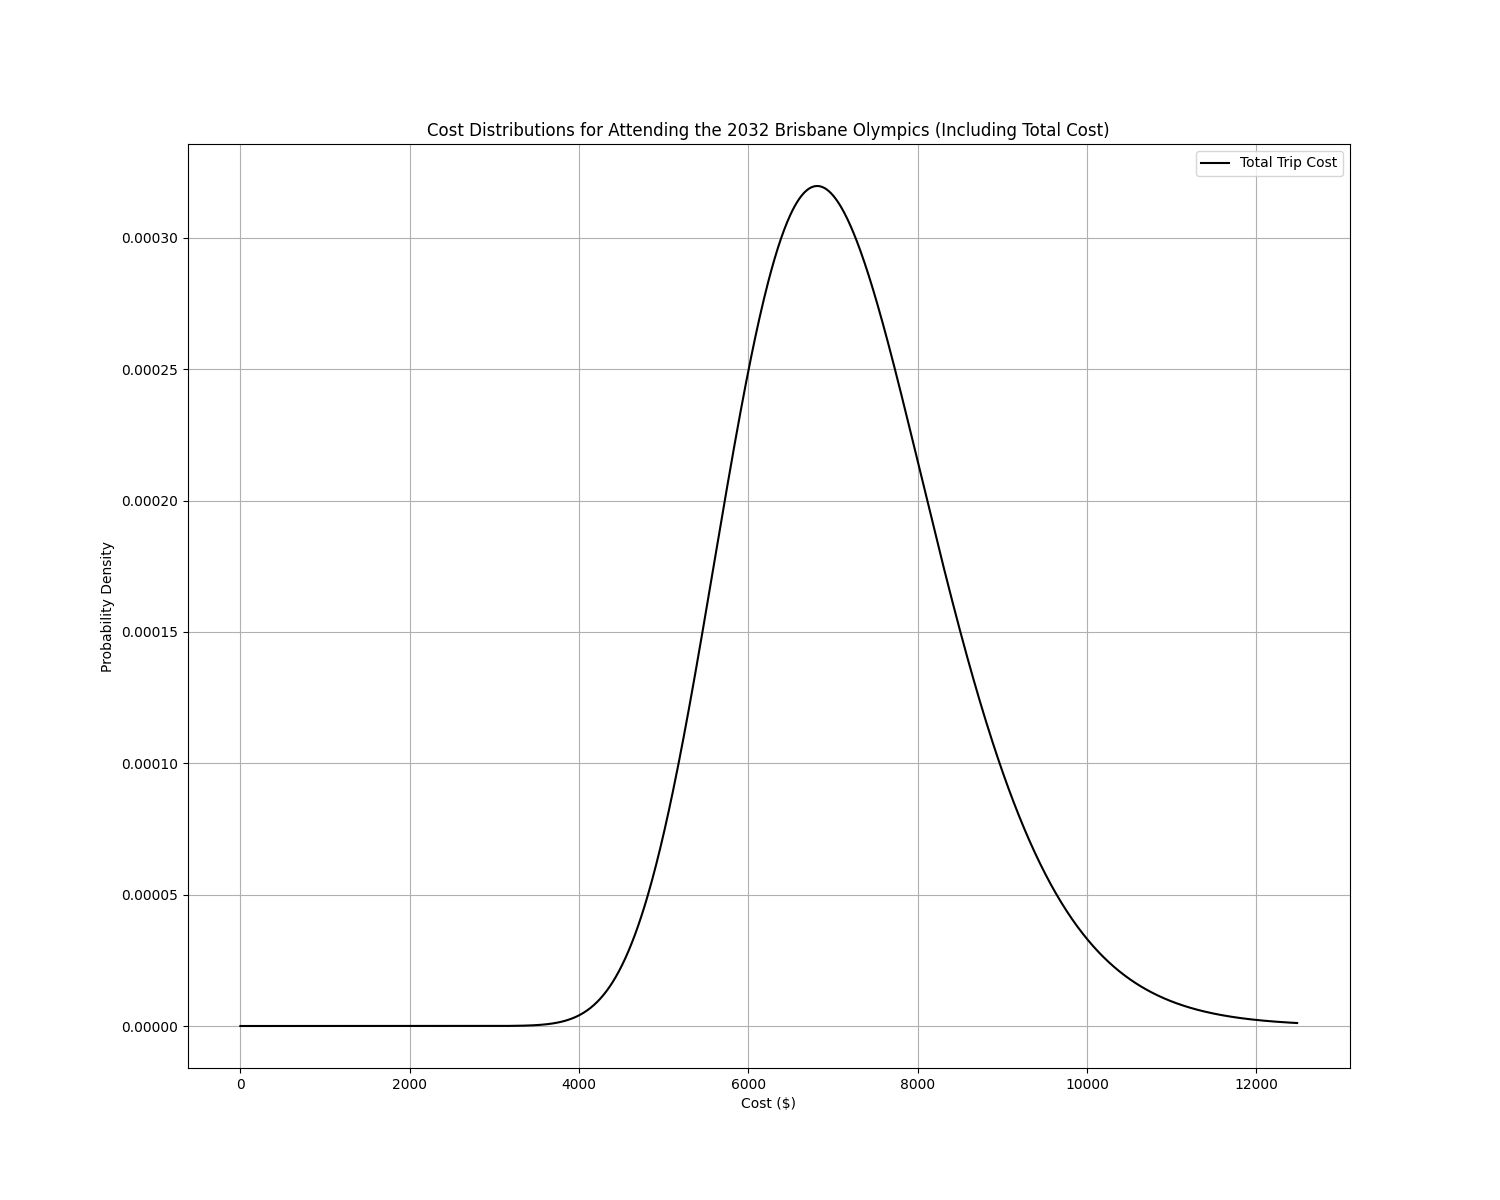 Cost Distributions for Attending the 2032 Brisbane Olympics (Including Total Cost)
Total Trip Cost
0.00030
0.00025
0.00020
0.00015
0.00010
0.00005
0.00000
Probability Density
0 2000 4000 6000 8000 10000 12000
Cost ($)